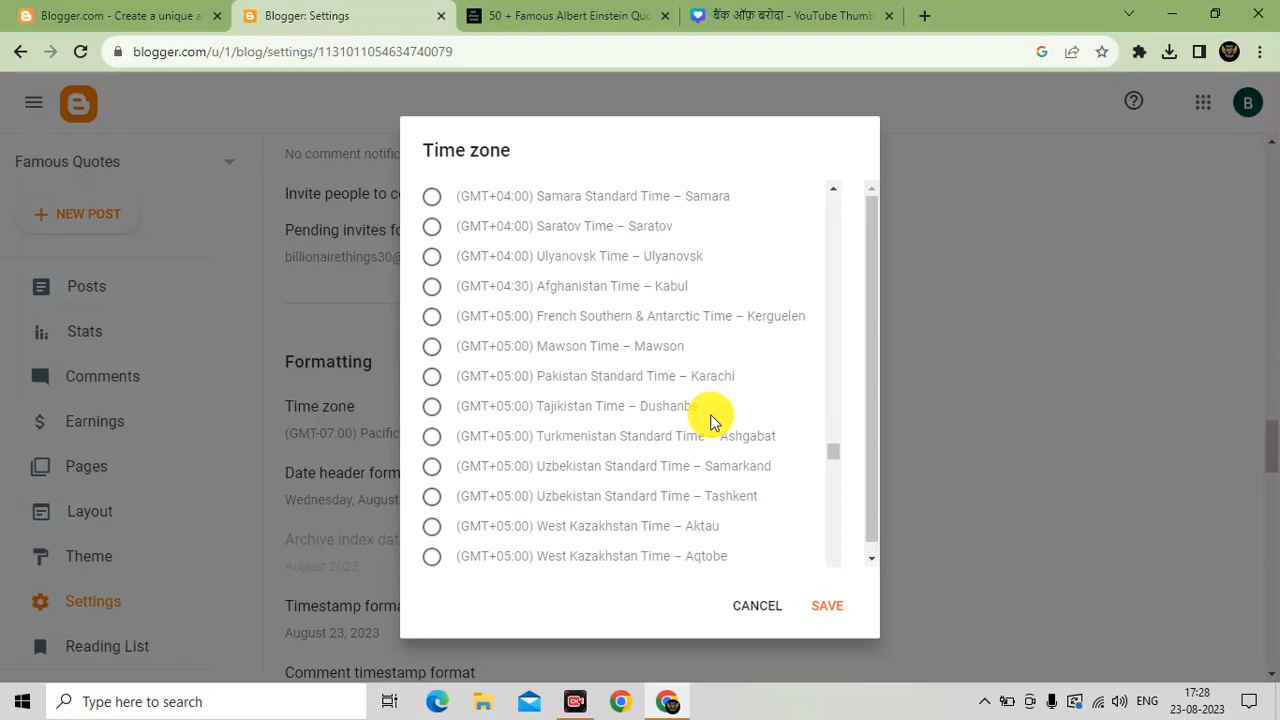 Blogger.com - Create a unique a
Blogger: Settings
50 + Famous Albert Einstein Quo
बैंक ऑफ़ बरोदा - YouTube Thumb
blogger.com/u/1/blog/settings/1131011054634740079
B
Famous Quotes
NEW POST
Posts
Stats
Comments
Earnings
Pages
Layout
Theme
Settings
Reading List
No comment notific
Invite people to co
Pending invites fo
billionairethings30@
Formatting
Time zone
(GMT-07:00) Pacific
Date header form
Wednesday, August
Archive index dat
August 2023
Timestamp forma
August 23, 2023
Comment timestamp format
Time zone
(GMT+04:00) Samara Standard Time – Samara
(GMT+04:00) Saratov Time – Saratov
(GMT+04:00) Ulyanovsk Time – Ulyanovsk
(GMT+04:30) Afghanistan Time – Kabul
(GMT+05:00) French Southern & Antarctic Time – Kerguelen
(GMT+05:00) Mawson Time – Mawson
(GMT+05:00) Pakistan Standard Time – Karachi
(GMT+05:00) Tajikistan Time – Dushanbe
(GMT+05:00) Turkmenistan Standard Time – Ashgabat
(GMT+05:00) Uzbekistan Standard Time – Samarkand
(GMT+05:00) Uzbekistan Standard Time – Tashkent
(GMT+05:00) West Kazakhstan Time – Aktau
(GMT+05:00) West Kazakhstan Time – Aqtobe
CANCEL
SAVE
Type here to search
ENG
17:28
23-08-2023